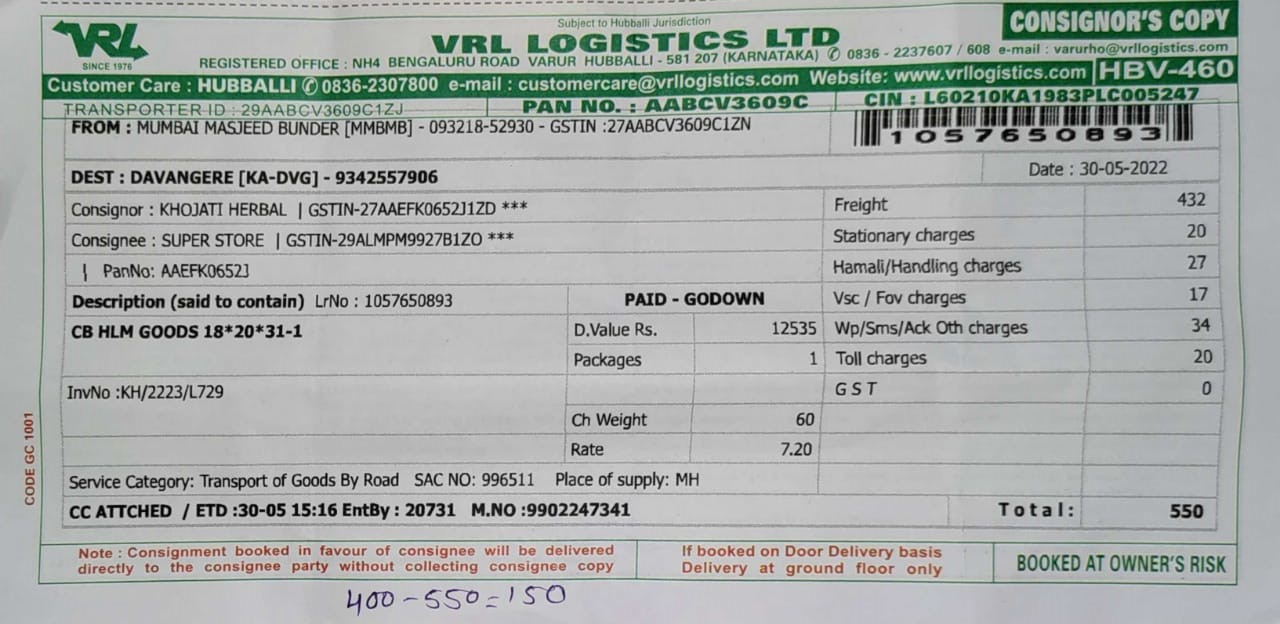 Subject to Hubballi Jurisdiction
CONSIGNOR'S COPY
VRL
SINCE 1976
VRL LOGISTICS LTD
REGISTERED OFFICE : NH4 BENGALURU ROAD VARUR HUBBALLI - 581 207 (KARNATAKA) ✆ 0836 - 2237607 / 608 e-mail : varurho@vrllogistics.com
Customer Care : HUBBALLI ✆ 0836-2307800 e-mail : customercare@vrllogistics.com Website: www.vrllogistics.com HBV-460
TRANSPORTER ID : 29AABCV3609C1ZJ PAN NO. : AABCV3609C CIN : L60210KA1983PLC005247
FROM : MUMBAI MASJEED BUNDER [MMBMB] - 093218-52930 - GSTIN :27AABCV3609C1ZN
1057650893
DEST : DAVANGERE [KA-DVG] - 9342557906 Date : 30-05-2022
Consignor : KHOJATI HERBAL | GSTIN-27AAEFK0652J1ZD *** Freight 432
Consignee : SUPER STORE | GSTIN-29ALMPM9927B1ZO *** Stationary charges 20
| PanNo: AAEFK0652J Hamali/Handling charges 27
Description (said to contain) LrNo : 1057650893 PAID - GODOWN Vsc / Fov charges 17
CB HLM GOODS 18*20*31-1 D.Value Rs. 12535 Wp/Sms/Ack Oth charges 34
Packages 1 Toll charges 20
InvNo :KH/2223/L729 GST 0
Ch Weight 60
Rate 7.20
Service Category: Transport of Goods By Road SAC NO: 996511 Place of supply: MH
CC ATTCHED / ETD :30-05 15:16 EntBy : 20731 M.NO :9902247341 Total: 550
Note : Consignment booked in favour of consignee will be delivered
directly to the consignee party without collecting consignee copy
If booked on Door Delivery basis
Delivery at ground floor only
BOOKED AT OWNER'S RISK
CODE GC 1001
400-550=150